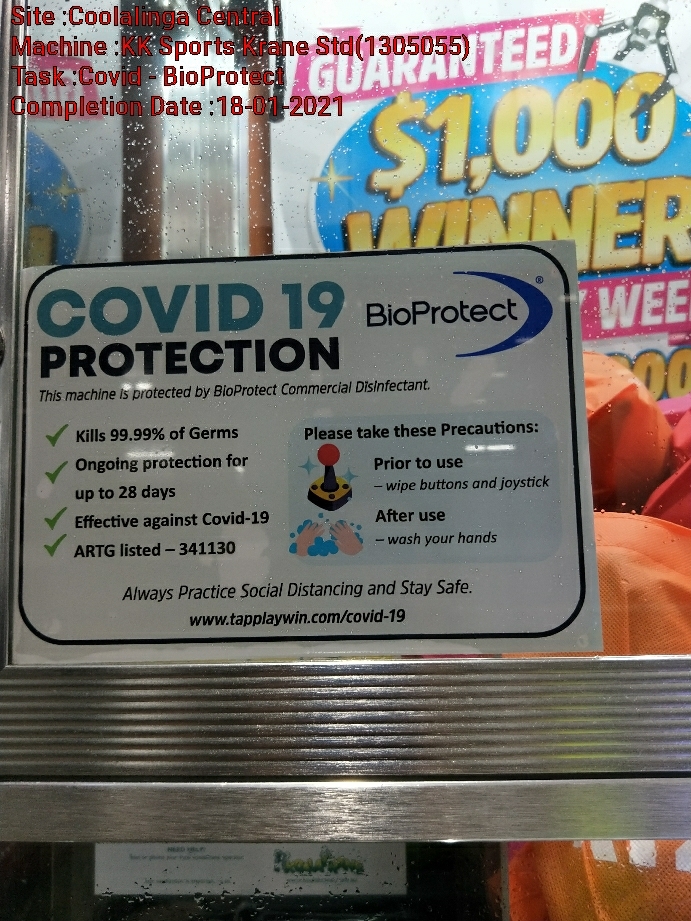 Site :Coolalinga Central
Machine :KK Sports Krane Std(1305055)
Task :Covid - BioProtect
Completion Date :18-01-2021
GUARANTEED
$1,000
WINNER
WEE
COVID 19
PROTECTION
BioProtect®
This machine is protected by BioProtect Commercial Disinfectant.
Kills 99.99% of Germs
Ongoing protection for
up to 28 days
Effective against Covid-19
ARTG listed – 341130
Please take these Precautions:
Prior to use
– wipe buttons and joystick
After use
– wash your hands
Always Practice Social Distancing and Stay Safe.
www.tapplaywin.com/covid-19
NEED HELP?